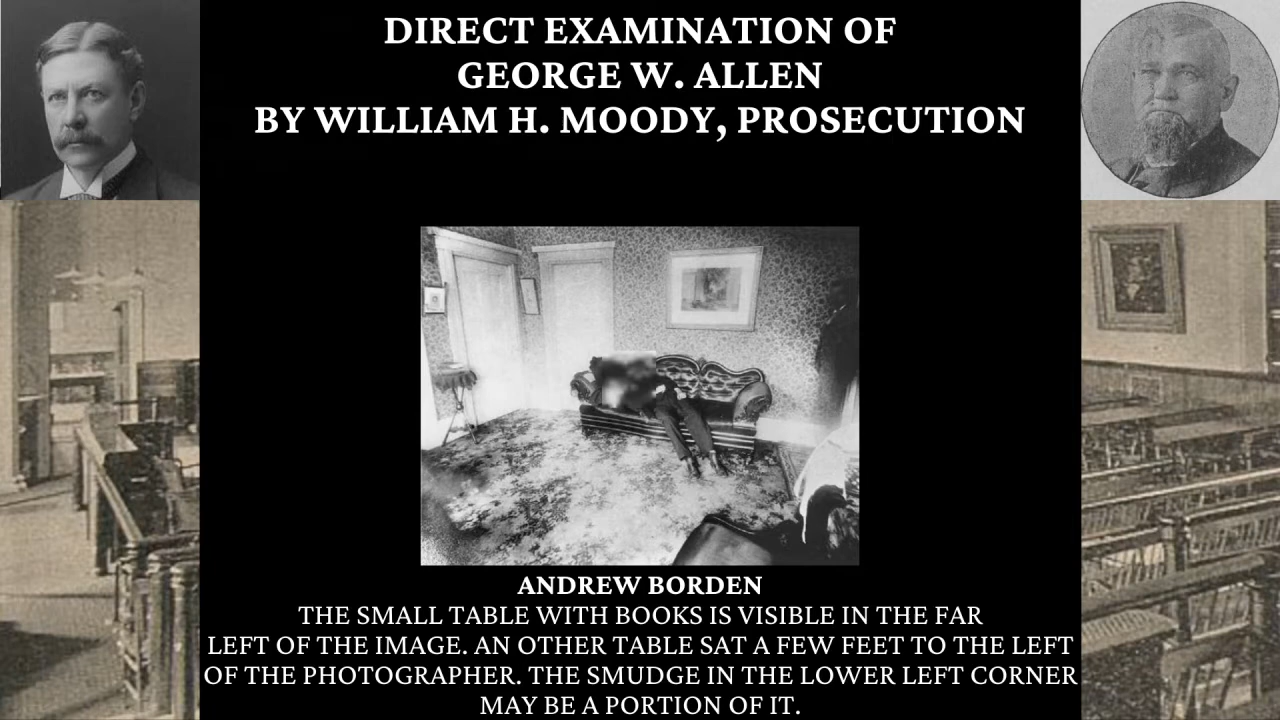 DIRECT EXAMINATION OF
GEORGE W. ALLEN
BY WILLIAM H. MOODY, PROSECUTION
ANDREW BORDEN
THE SMALL TABLE WITH BOOKS IS VISIBLE IN THE FAR
LEFT OF THE IMAGE. AN OTHER TABLE SAT A FEW FEET TO THE LEFT
OF THE PHOTOGRAPHER. THE SMUDGE IN THE LOWER LEFT CORNER
MAY BE A PORTION OF IT.